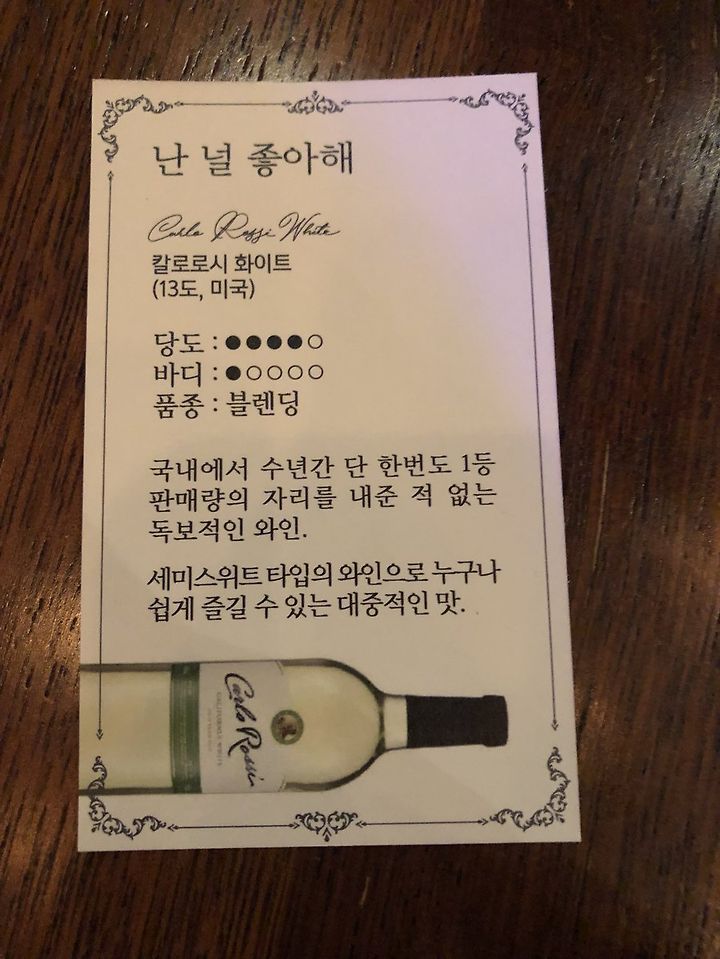 난 널 좋아해
Carlo Rossi White
칼로로시 화이트
(13도, 미국)
당도 : ●●●●○
바디 : ●○○○○
품종 : 블렌딩
국내에서 수년간 단 한번도 1등
판매량의 자리를 내준 적 없는
독보적인 와인.
세미스위트 타입의 와인으로 누구나
쉽게 즐길 수 있는 대중적인 맛.
Carlo Rossi
CALIFORNIA WHITE